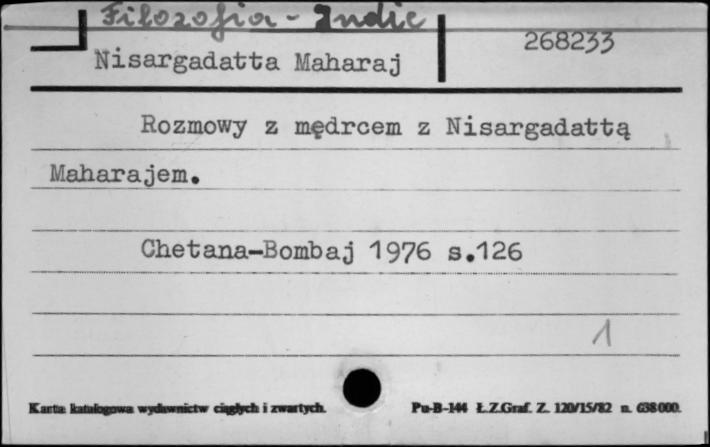 Filozofia - Indie
268233
Nisargadatta Maharaj
Rozmowy z mędrcem z Nisargadattą
Maharajem.
Chetana-Bombaj 1976 s.126
1
Karta katalogowa wydawnictw ciągłych i zwartych. Pu-B-144 Ł.Z.Graf. Z. 120/15/82 n. 638000.